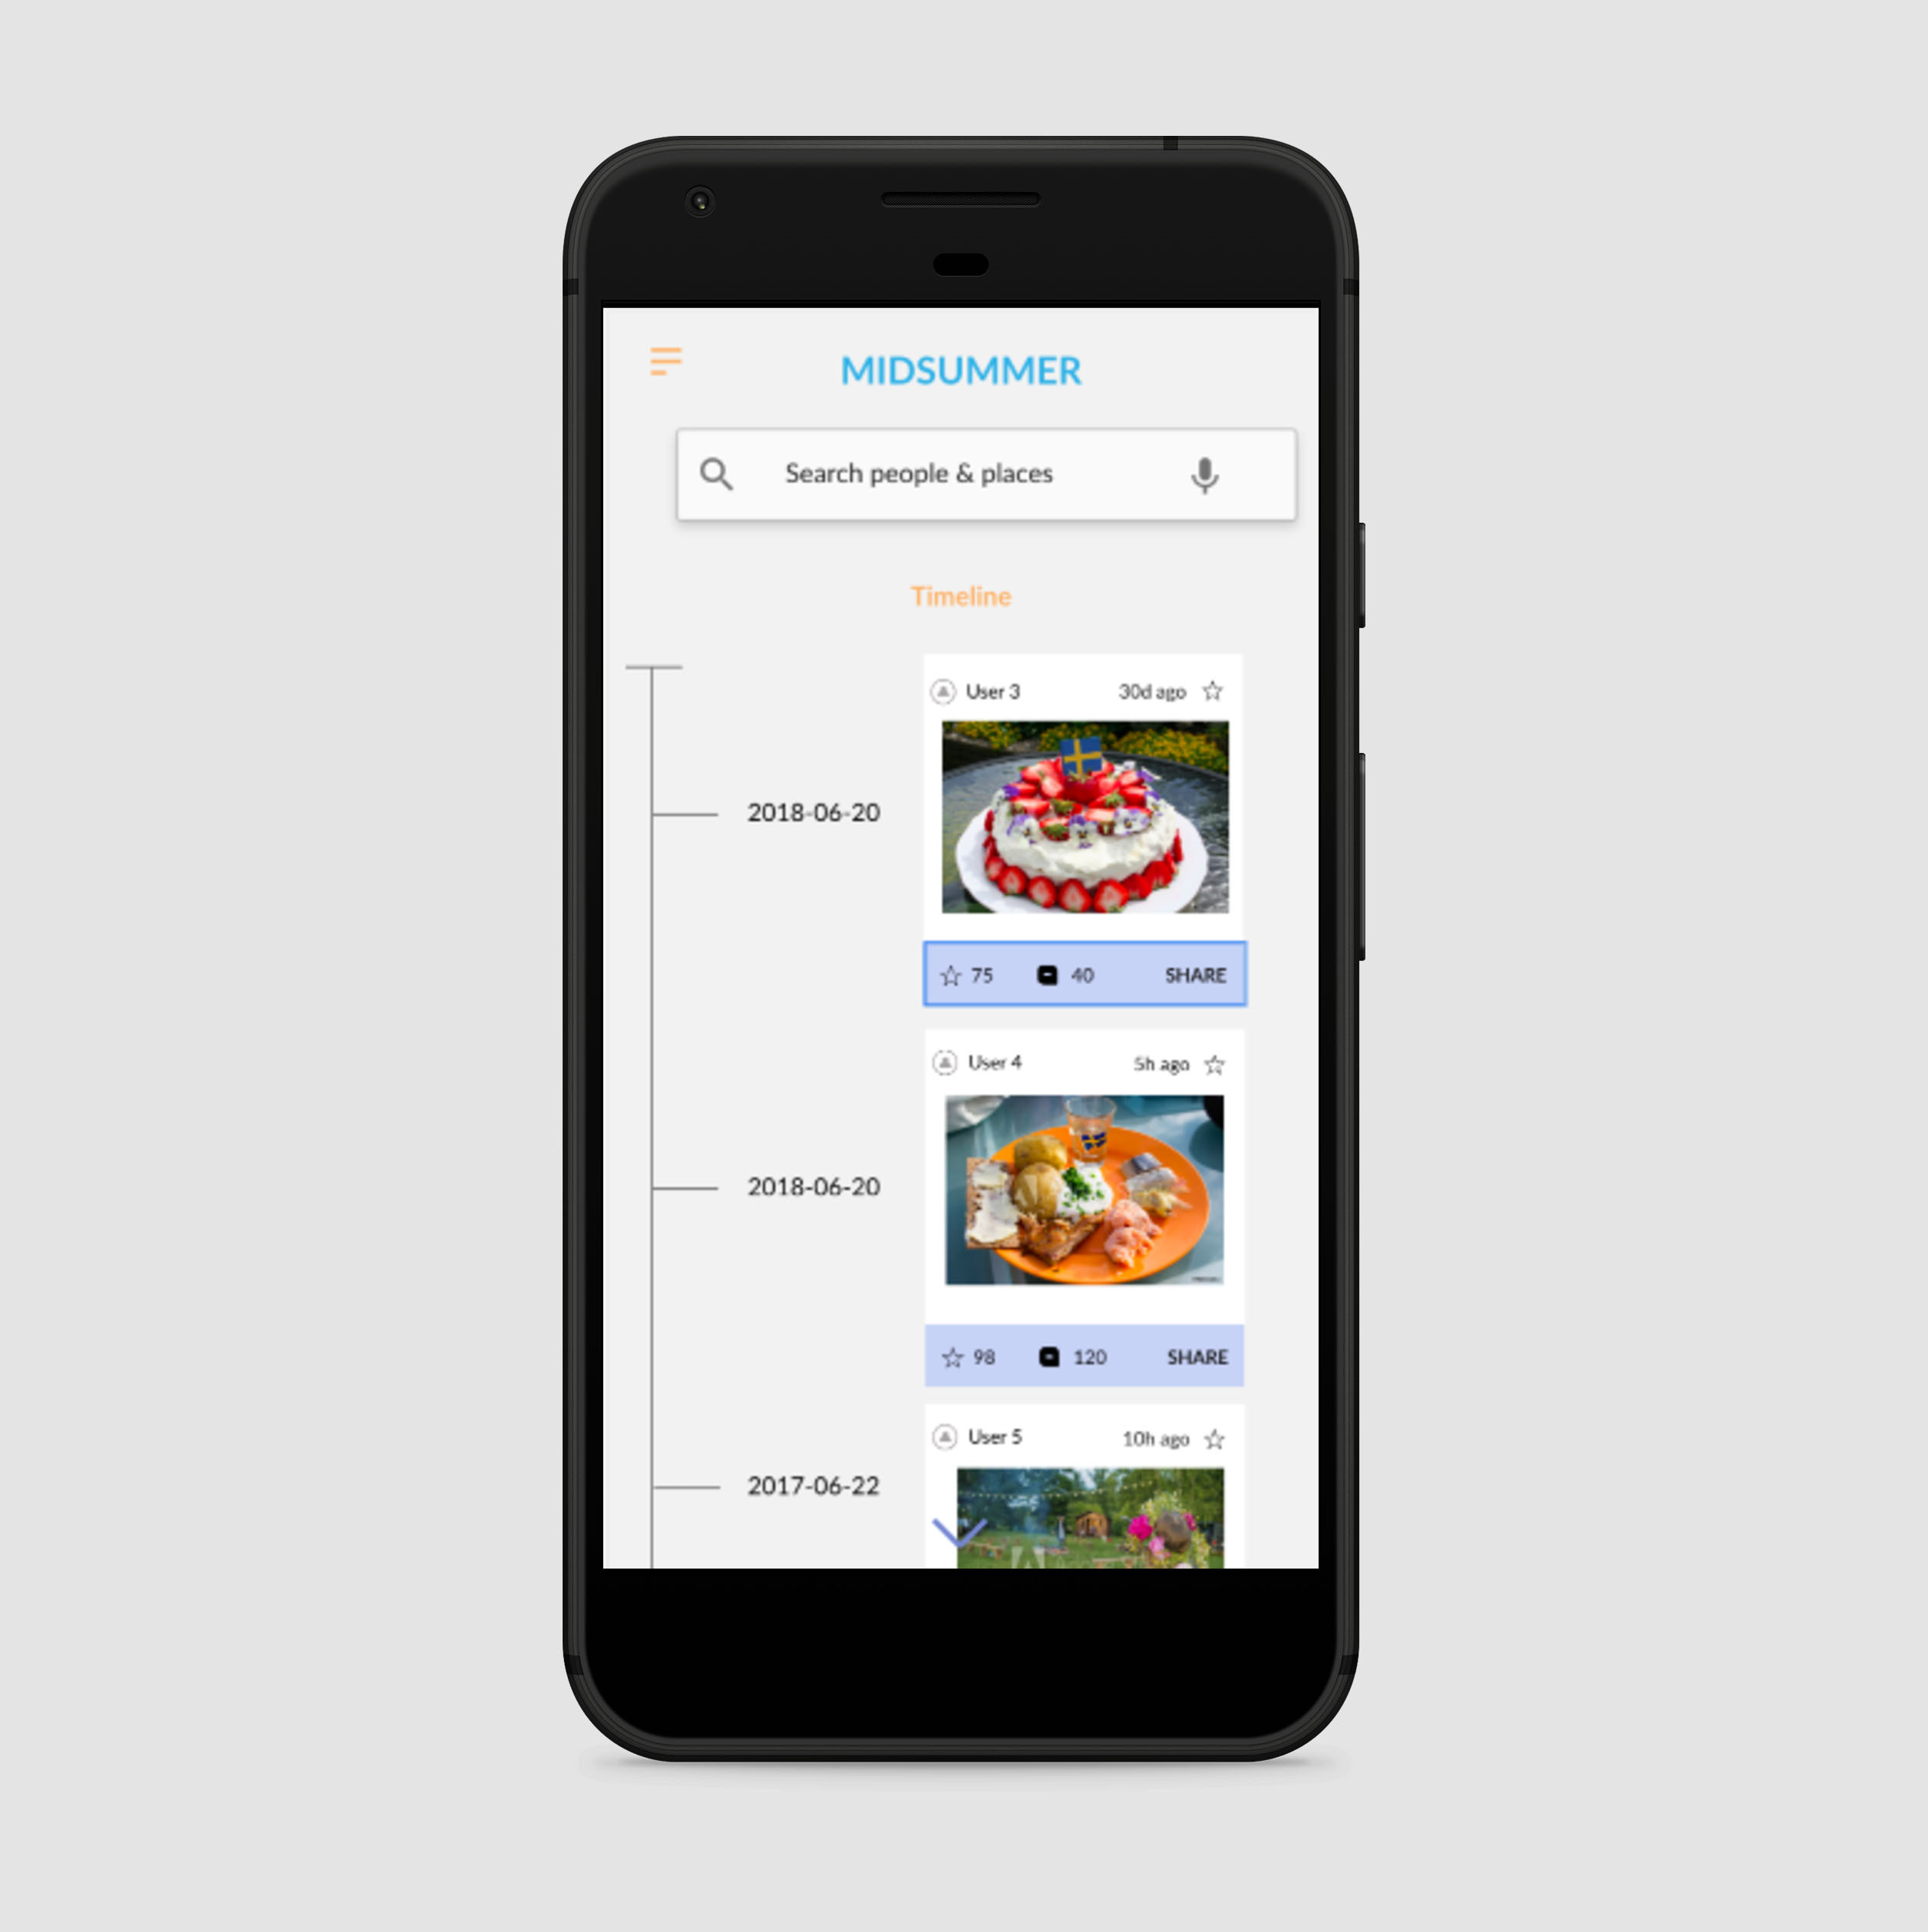 MIDSUMMER
Search people & places
Timeline
User 3 30d ago
2018-06-20
75 40 SHARE
User 4 5h ago
2018-06-20
98 120 SHARE
User 5 10h ago
2017-06-22